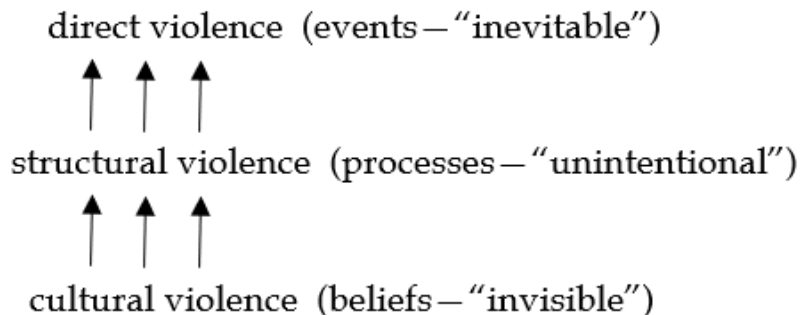 direct violence (events—“inevitable”)
structural violence (processes—“unintentional”)
cultural violence (beliefs—“invisible”)